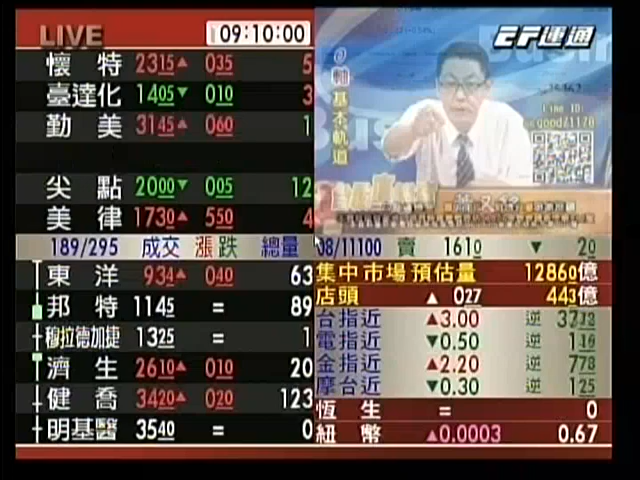 LIVE 09:10:00
懷特 2315▲ 035 5
臺達化 1405▼ 010 3
勤美 3145▲ 060 1
尖點 2000▼ 005 12
美律 1730▲ 550 4
189/295 成交 漲跌 總量
東洋 934▲ 040 63
邦特 1145 = 89
穆拉德加捷 1325 = 1
濟生 2610▲ 010 20
健喬 3420▲ 020 123
明基醫 3540 = 0
運通
軸基本軌道
Line ID:
good71178
08/11100 賣 1610 ▼ 20
集中市場預估量 12860億
店頭 ▲ 027 443億
台指近 ▲3.00 逆
電指近 ▼0.50 逆
金指近 ▲2.20 逆 778
摩台近 ▼0.30 逆 125
恆生 = 0
紐幣 ▲0.0003 0.67